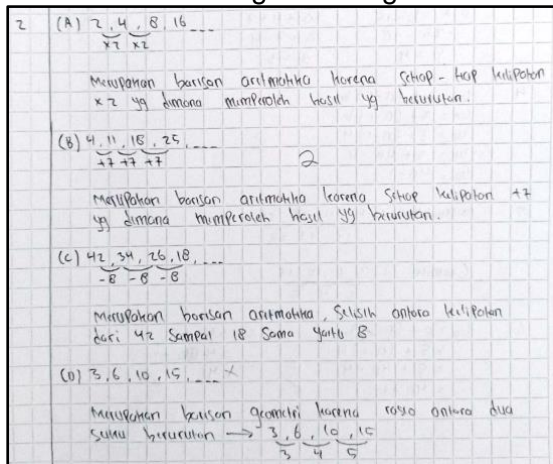 2 (A) 2, 4, 8, 16 ....
x2 x2
Merupakan barisan aritmatika karena setiap-tiap kelipatan
x 2 yg dimana memperoleh hasil yg berurutan.
(B) 4, 11, 18, 25, ....
+7 +7 +7
2
Merupakan barisan aritmatika karena setiap kelipatan +7
yg dimana memperoleh hasil yg berurutan.
(C) 42, 34, 26, 18, ....
-8 -8 -8
Merupakan barisan aritmatika, selisih antara kelipatan
dari 42 sampai 18 sama yaitu 8
(D) 3, 6, 10, 15, .... x
Merupakan barisan geometri karena rasio antara dua
suku berurutan → 3, 6, 10, 15
3 4 5